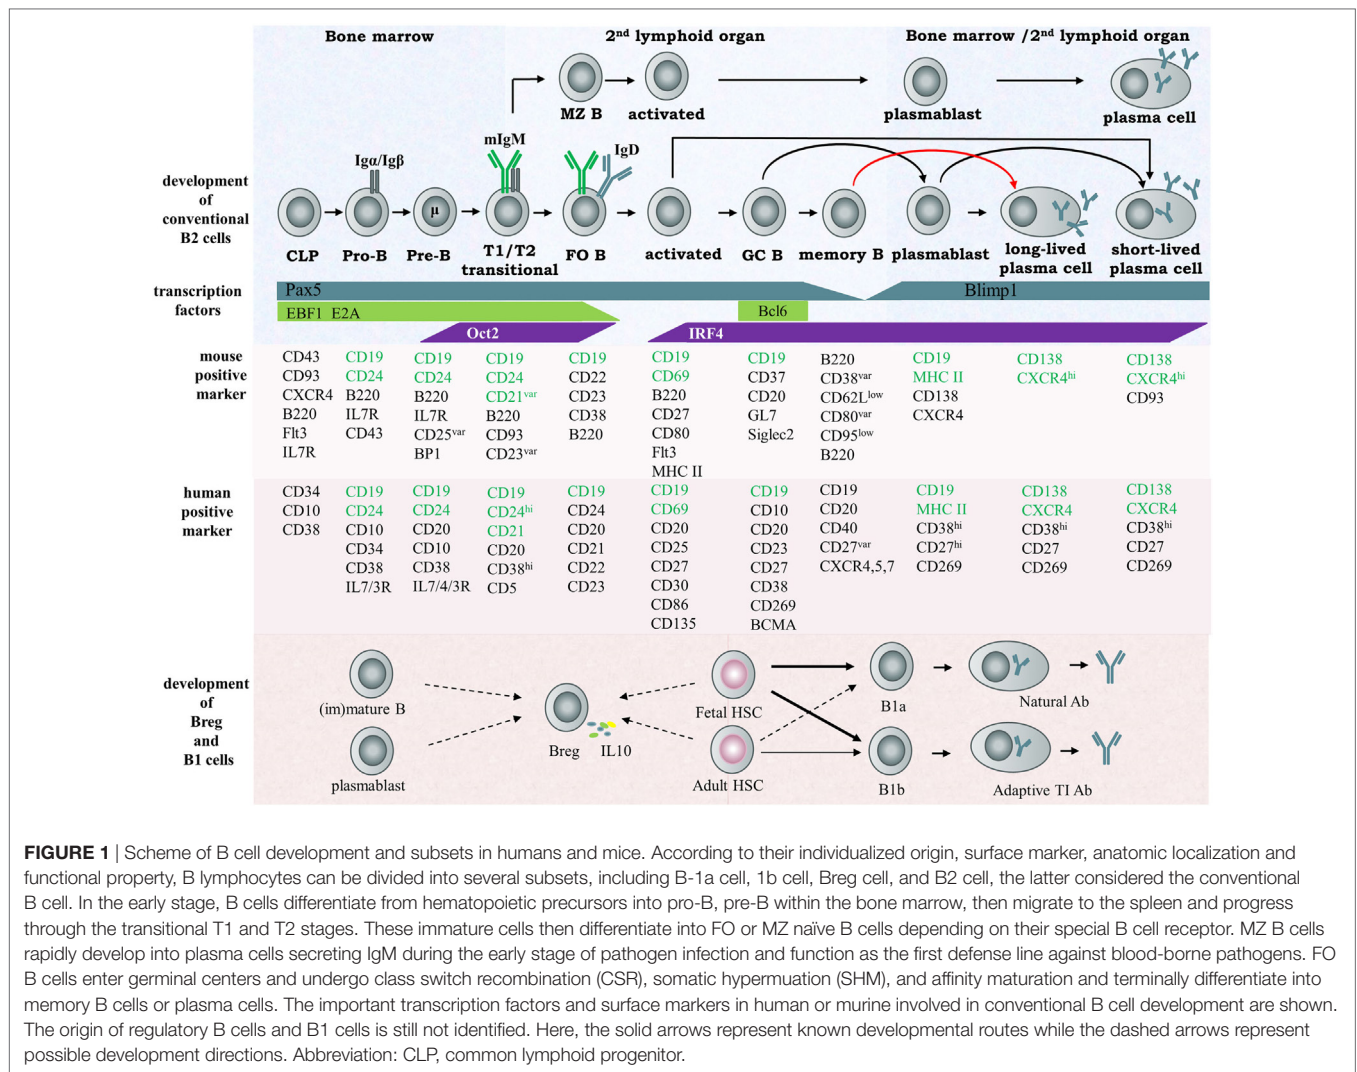 Bone marrow
2nd lymphoid organ
Bone marrow /2nd lymphoid organ
MZ B
activated
plasmablast
plasma cell
mIgM
IgD
Igα/Igβ
development
of
conventional
B2 cells
μ
CLP
Pro-B
Pre-B
T1/T2
transitional
FO B
activated
GC B
memory B
plasmablast
long-lived
plasma cell
short-lived
plasma cell
transcription
factors
Pax5
Blimp1
EBF1 E2A
Bcl6
Oct2
IRF4
mouse
positive
marker
CD43
CD93
CXCR4
B220
Flt3
IL7R
CD19
CD24
B220
IL7R
CD43
CD19
CD24
B220
IL7R
CD25var
BP1
CD19
CD24
CD21var
B220
CD93
CD23var
CD19
CD22
CD23
CD38
B220
CD19
CD69
B220
CD27
CD80
Flt3
MHC II
CD19
CD37
CD20
GL7
Siglec2
B220
CD38var
CD62Llow
CD80var
CD95low
B220
CD19
MHC II
CD138
CXCR4
CD138
CXCR4hi
CD138
CXCR4hi
CD93
human
positive
marker
CD34
CD10
CD38
CD19
CD24
CD10
CD34
CD38
IL7/3R
CD19
CD24
CD20
CD10
CD38
IL7/4/3R
CD19
CD24hi
CD21
CD20
CD38hi
CD5
CD19
CD24
CD20
CD21
CD22
CD23
CD19
CD69
CD20
CD25
CD27
CD30
CD86
CD135
CD19
CD10
CD20
CD23
CD27
CD38
CD269
BCMA
CD19
CD20
CD40
CD27var
CXCR4,5,7
CD19
MHC II
CD38hi
CD27hi
CD269
CD138
CXCR4
CD38hi
CD27
CD269
CD138
CXCR4
CD38hi
CD27
CD269
development
of
Breg
and
B1 cells
(im)mature B
plasmablast
Breg
IL10
Fetal HSC
Adult HSC
B1a
B1b
Natural Ab
Adaptive TI Ab
FIGURE 1 | Scheme of B cell development and subsets in humans and mice. According to their individualized origin, surface marker, anatomic localization and
functional property, B lymphocytes can be divided into several subsets, including B-1a cell, 1b cell, Breg cell, and B2 cell, the latter considered the conventional
B cell. In the early stage, B cells differentiate from hematopoietic precursors into pro-B, pre-B within the bone marrow, then migrate to the spleen and progress
through the transitional T1 and T2 stages. These immature cells then differentiate into FO or MZ naïve B cells depending on their special B cell receptor. MZ B cells
rapidly develop into plasma cells secreting IgM during the early stage of pathogen infection and function as the first defense line against blood-borne pathogens. FO
B cells enter germinal centers and undergo class switch recombination (CSR), somatic hypermuation (SHM), and affinity maturation and terminally differentiate into
memory B cells or plasma cells. The important transcription factors and surface markers in human or murine involved in conventional B cell development are shown.
The origin of regulatory B cells and B1 cells is still not identified. Here, the solid arrows represent known developmental routes while the dashed arrows represent
possible development directions. Abbreviation: CLP, common lymphoid progenitor.